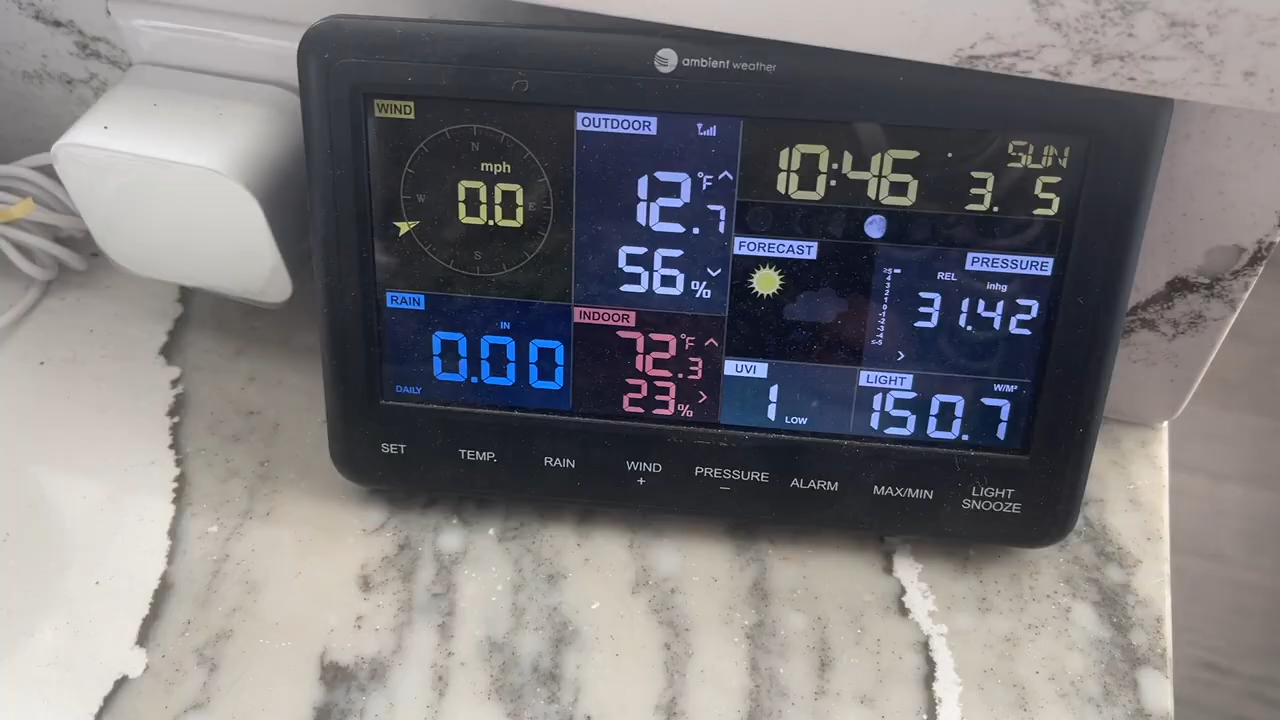 ambient weather
WIND
N
mph
W
0.0
E
S
OUTDOOR
12.7 °F
56 %
10:46
SUN
3. 5
FORECAST
PRESSURE
REL
inhg
31.42
RAIN
IN
0.00
DAILY
INDOOR
72.3 °F
23 %
UVI
1
LOW
LIGHT
W/M²
150.7
SET
TEMP.
RAIN
WIND
+
PRESSURE
−
ALARM
MAX/MIN
LIGHT
SNOOZE